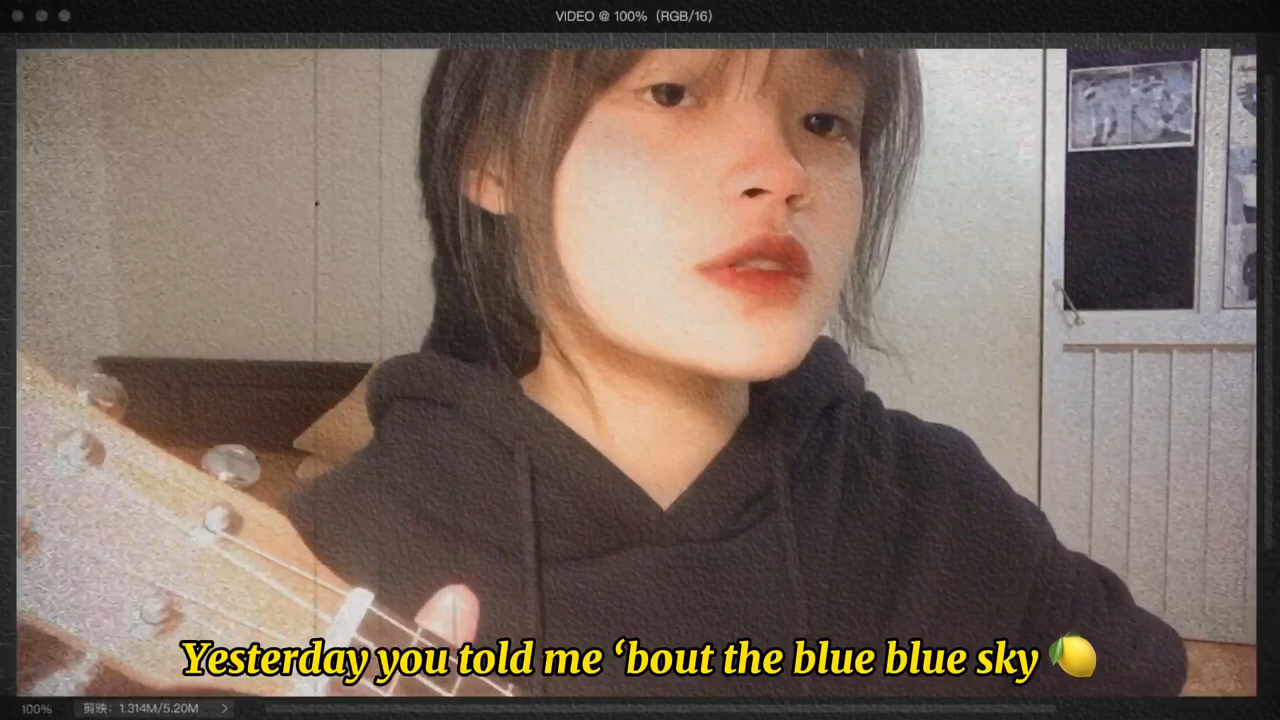 VIDEO @ 100% (RGB/16)
Yesterday you told me ‘bout the blue blue sky 🍋
100% 剪映: 1.314M/5.20M >